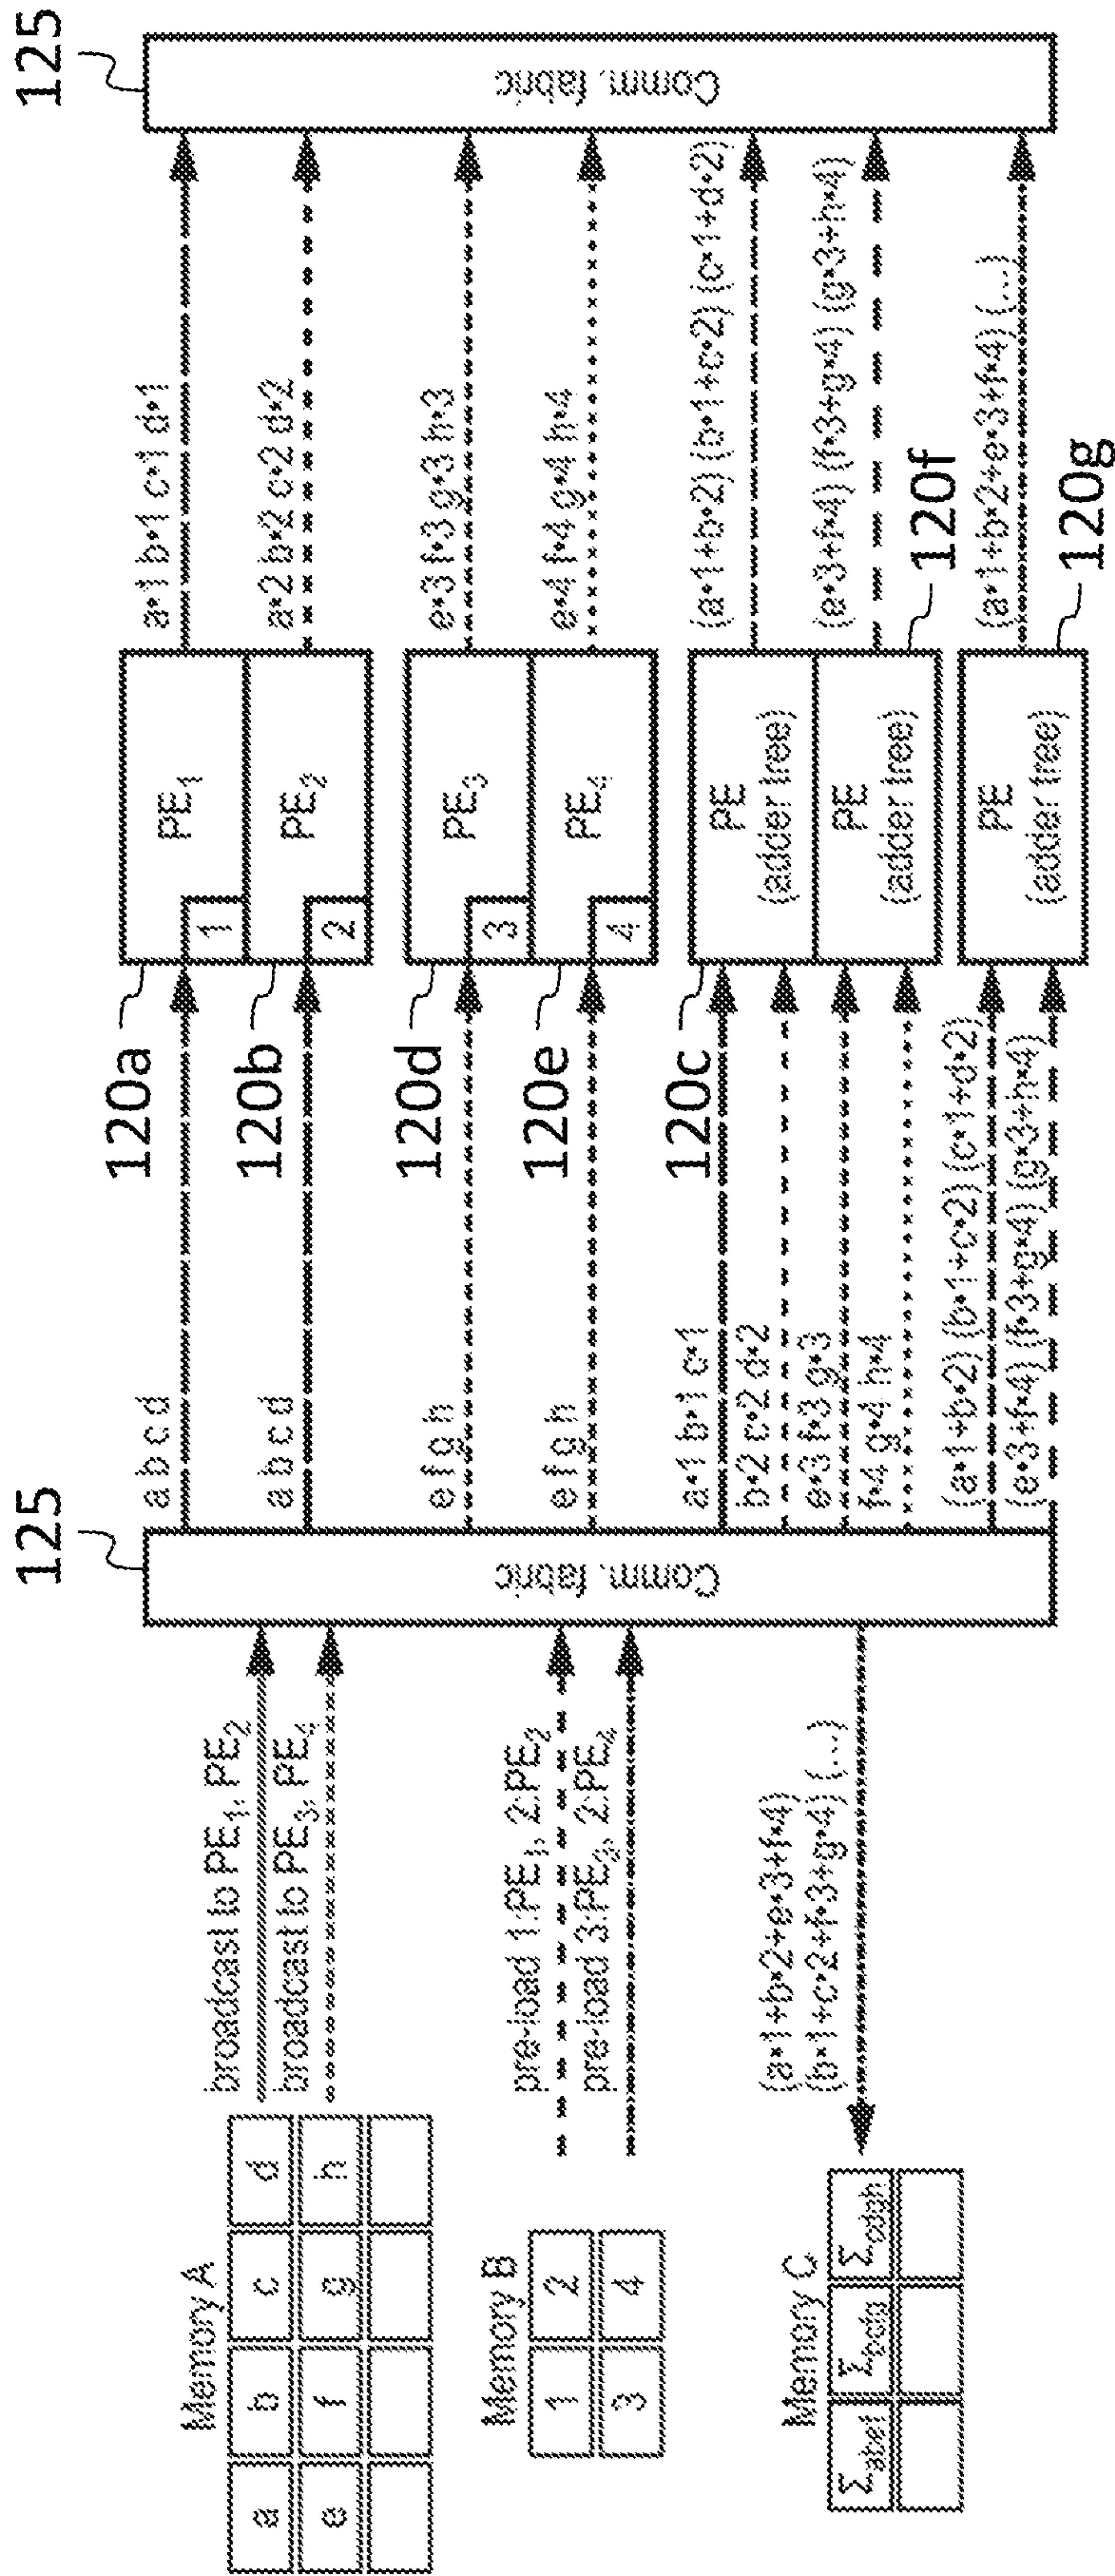 Memory A
a b c d
e f g h
broadcast to PE1, PE2
broadcast to PE3, PE4
Memory B
1 2
3 4
pre-load 1:PE1, 2:PE2
pre-load 3:PE3, 2:PE4
Memory C
Σabef Σbcfg Σcdgh
(a*1+b*2+e*3+f*4)
(b*1+c*2+f*3+g*4) (...)
125
Comm. fabric
a b c d
a b c d
e f g h
e f g h
a*1 b*1 c*1
b*2 c*2 d*2
e*3 f*3 g*3
f*4 g*4 h*4
(a*1+b*2) (b*1+c*2) (c*1+d*2)
(e*3+f*4) (f*3+g*4) (g*3+h*4)
120a
1
PE1
120b
2
PE2
120d
3
PE3
120e
4
PE4
120c
PE
(adder tree)
PE
(adder tree)
120f
PE
(adder tree)
120g
a*1 b*1 c*1 d*1
a*2 b*2 c*2 d*2
e*3 f*3 g*3 h*3
e*4 f*4 g*4 h*4
(a*1+b*2) (b*1+c*2) (c*1+d*2)
(e*3+f*4) (f*3+g*4) (g*3+h*4)
(a*1+b*2+e*3+f*4) (...)
125
Comm. fabric